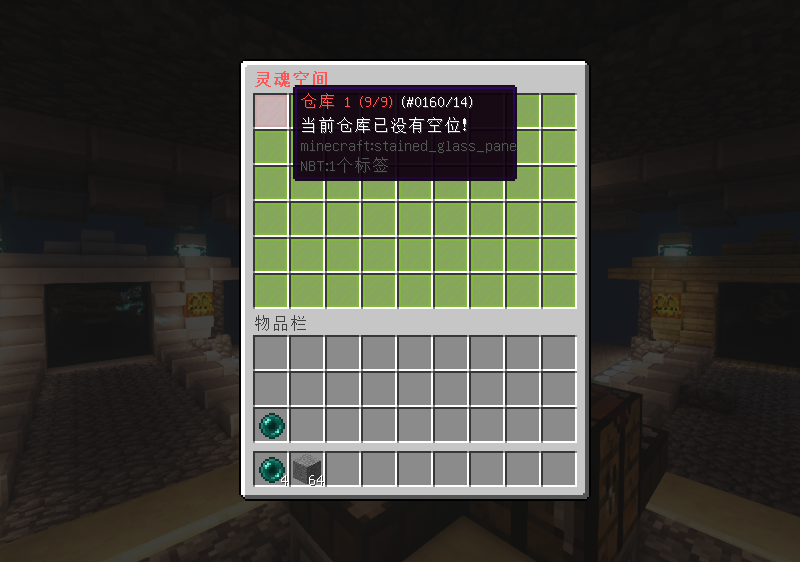 灵魂空间
仓库 1 (9/9) (#0160/14)
当前仓库已没有空位!
minecraft:stained_glass_pane
NBT:1个标签
物品栏
4
64